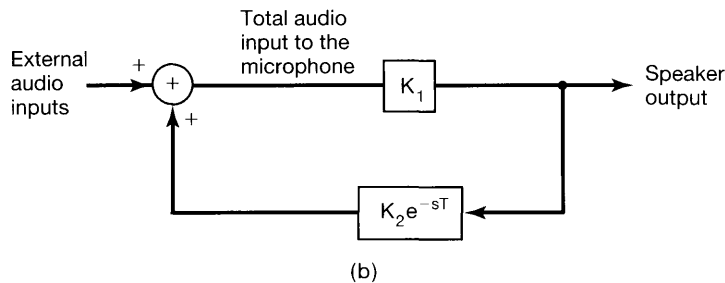 Total audio
input to the
microphone
External
audio
inputs
+
+
+
K₁
Speaker
output
K₂e⁻ˢᵀ
(b)